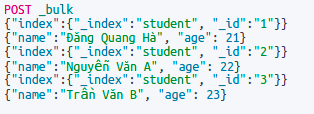 POST _bulk
{"index":{"_index":"student", "_id":"1"}}
{"name":"Đăng Quang Hà", "age": 21}
{"index":{"_index":"student", "_id":"2"}}
{"name":"Nguyễn Văn A", "age": 22}
{"index":{"_index":"student", "_id":"3"}}
{"name":"Trần Văn B", "age": 23}